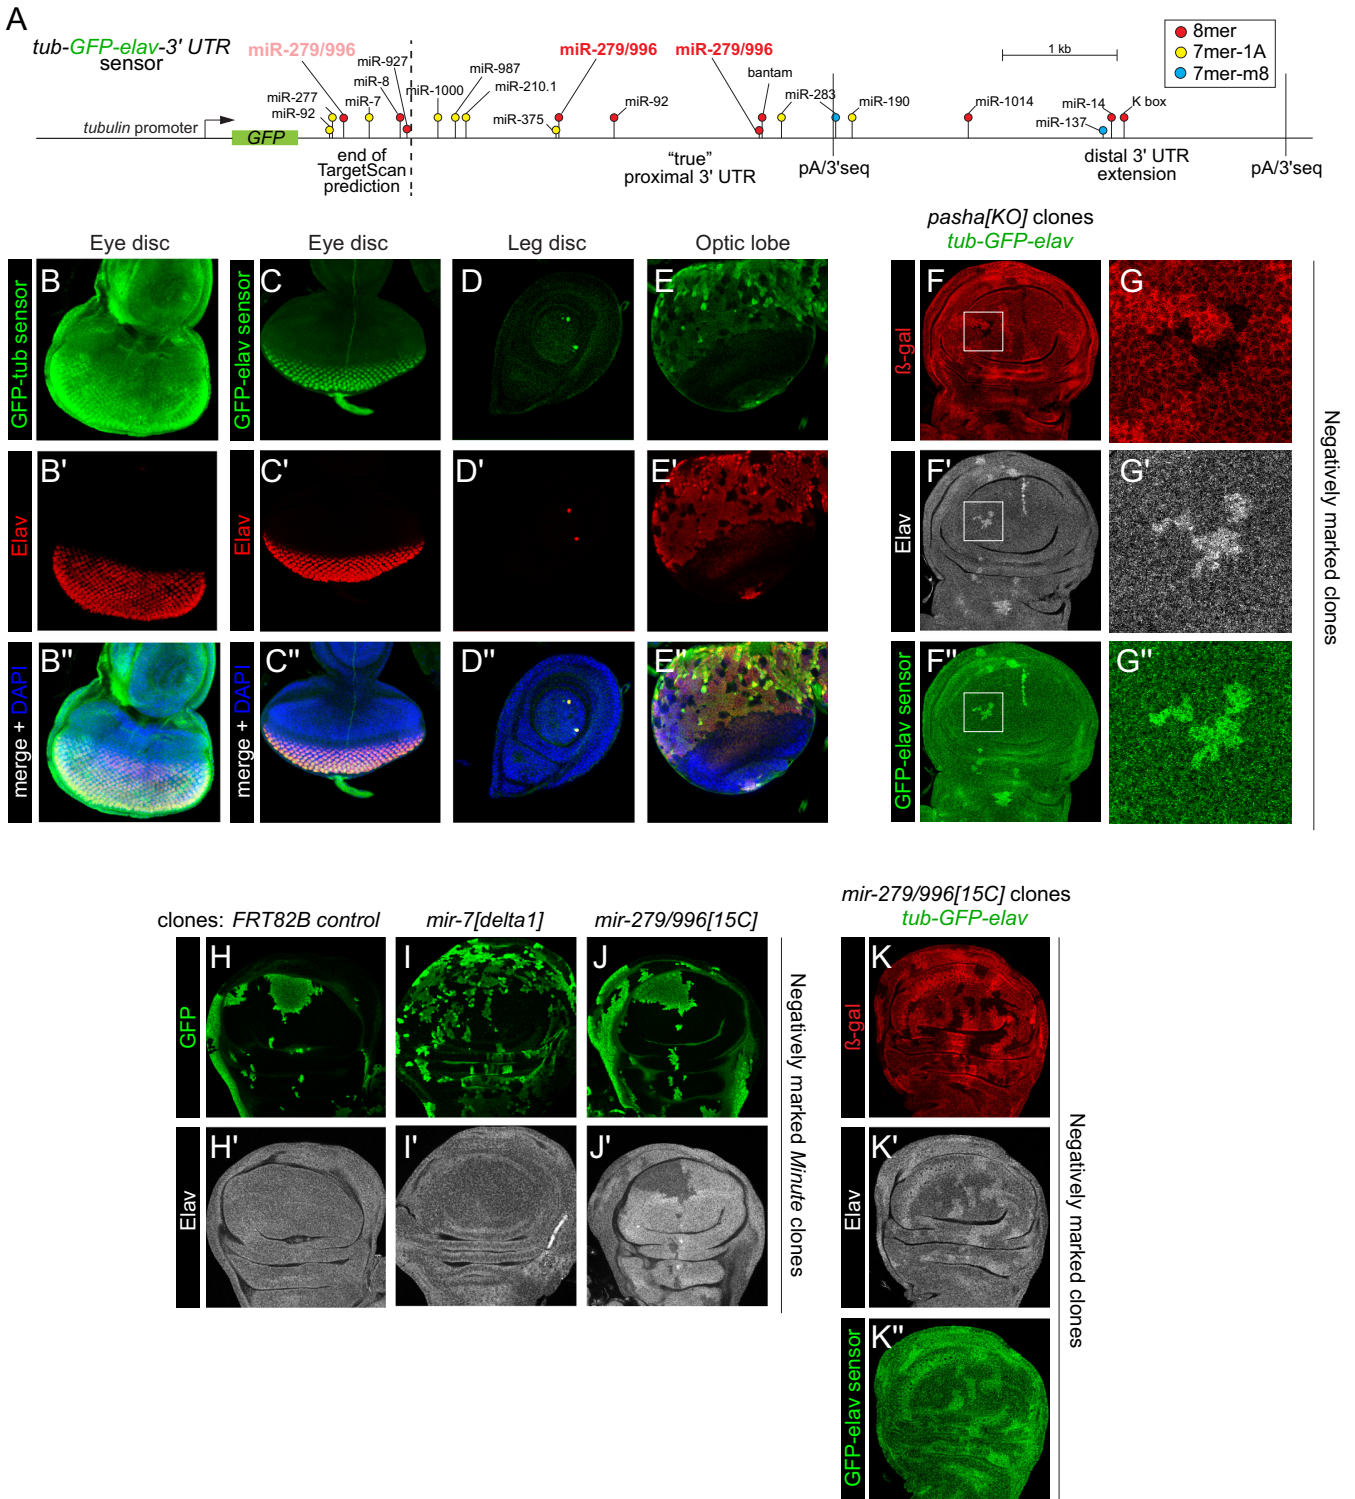 A
tub-GFP-elav-3' UTR
sensor
miR-279/996
miR-279/996
miR-279/996
miR-927
miR-8
miR-1000
miR-987
miR-210.1
miR-277
miR-92
miR-7
miR-375
miR-92
bantam
miR-283
miR-190
miR-1014
miR-14
miR-137
K box
1 kb
8mer
7mer-1A
7mer-m8
tubulin promoter
GFP
end of
TargetScan
prediction
“true”
proximal 3' UTR
pA/3'seq
distal 3' UTR
extension
pA/3'seq
Eye disc
Eye disc
Leg disc
Optic lobe
GFP-tub sensor
B
GFP-elav sensor
C
D
E
Elav
B'
Elav
C'
D'
E'
merge + DAPI
B''
merge + DAPI
C''
D''
E''
pasha[KO] clones
tub-GFP-elav
ß-gal
F
G
Elav
F'
G'
GFP-elav sensor
F''
G''
Negatively marked clones
clones: FRT82B control
mir-7[delta1]
mir-279/996[15C]
GFP
H
I
J
Elav
H'
I'
J'
Negatively marked Minute clones
mir-279/996[15C] clones
tub-GFP-elav
ß-gal
K
Elav
K'
GFP-elav sensor
K''
Negatively marked clones